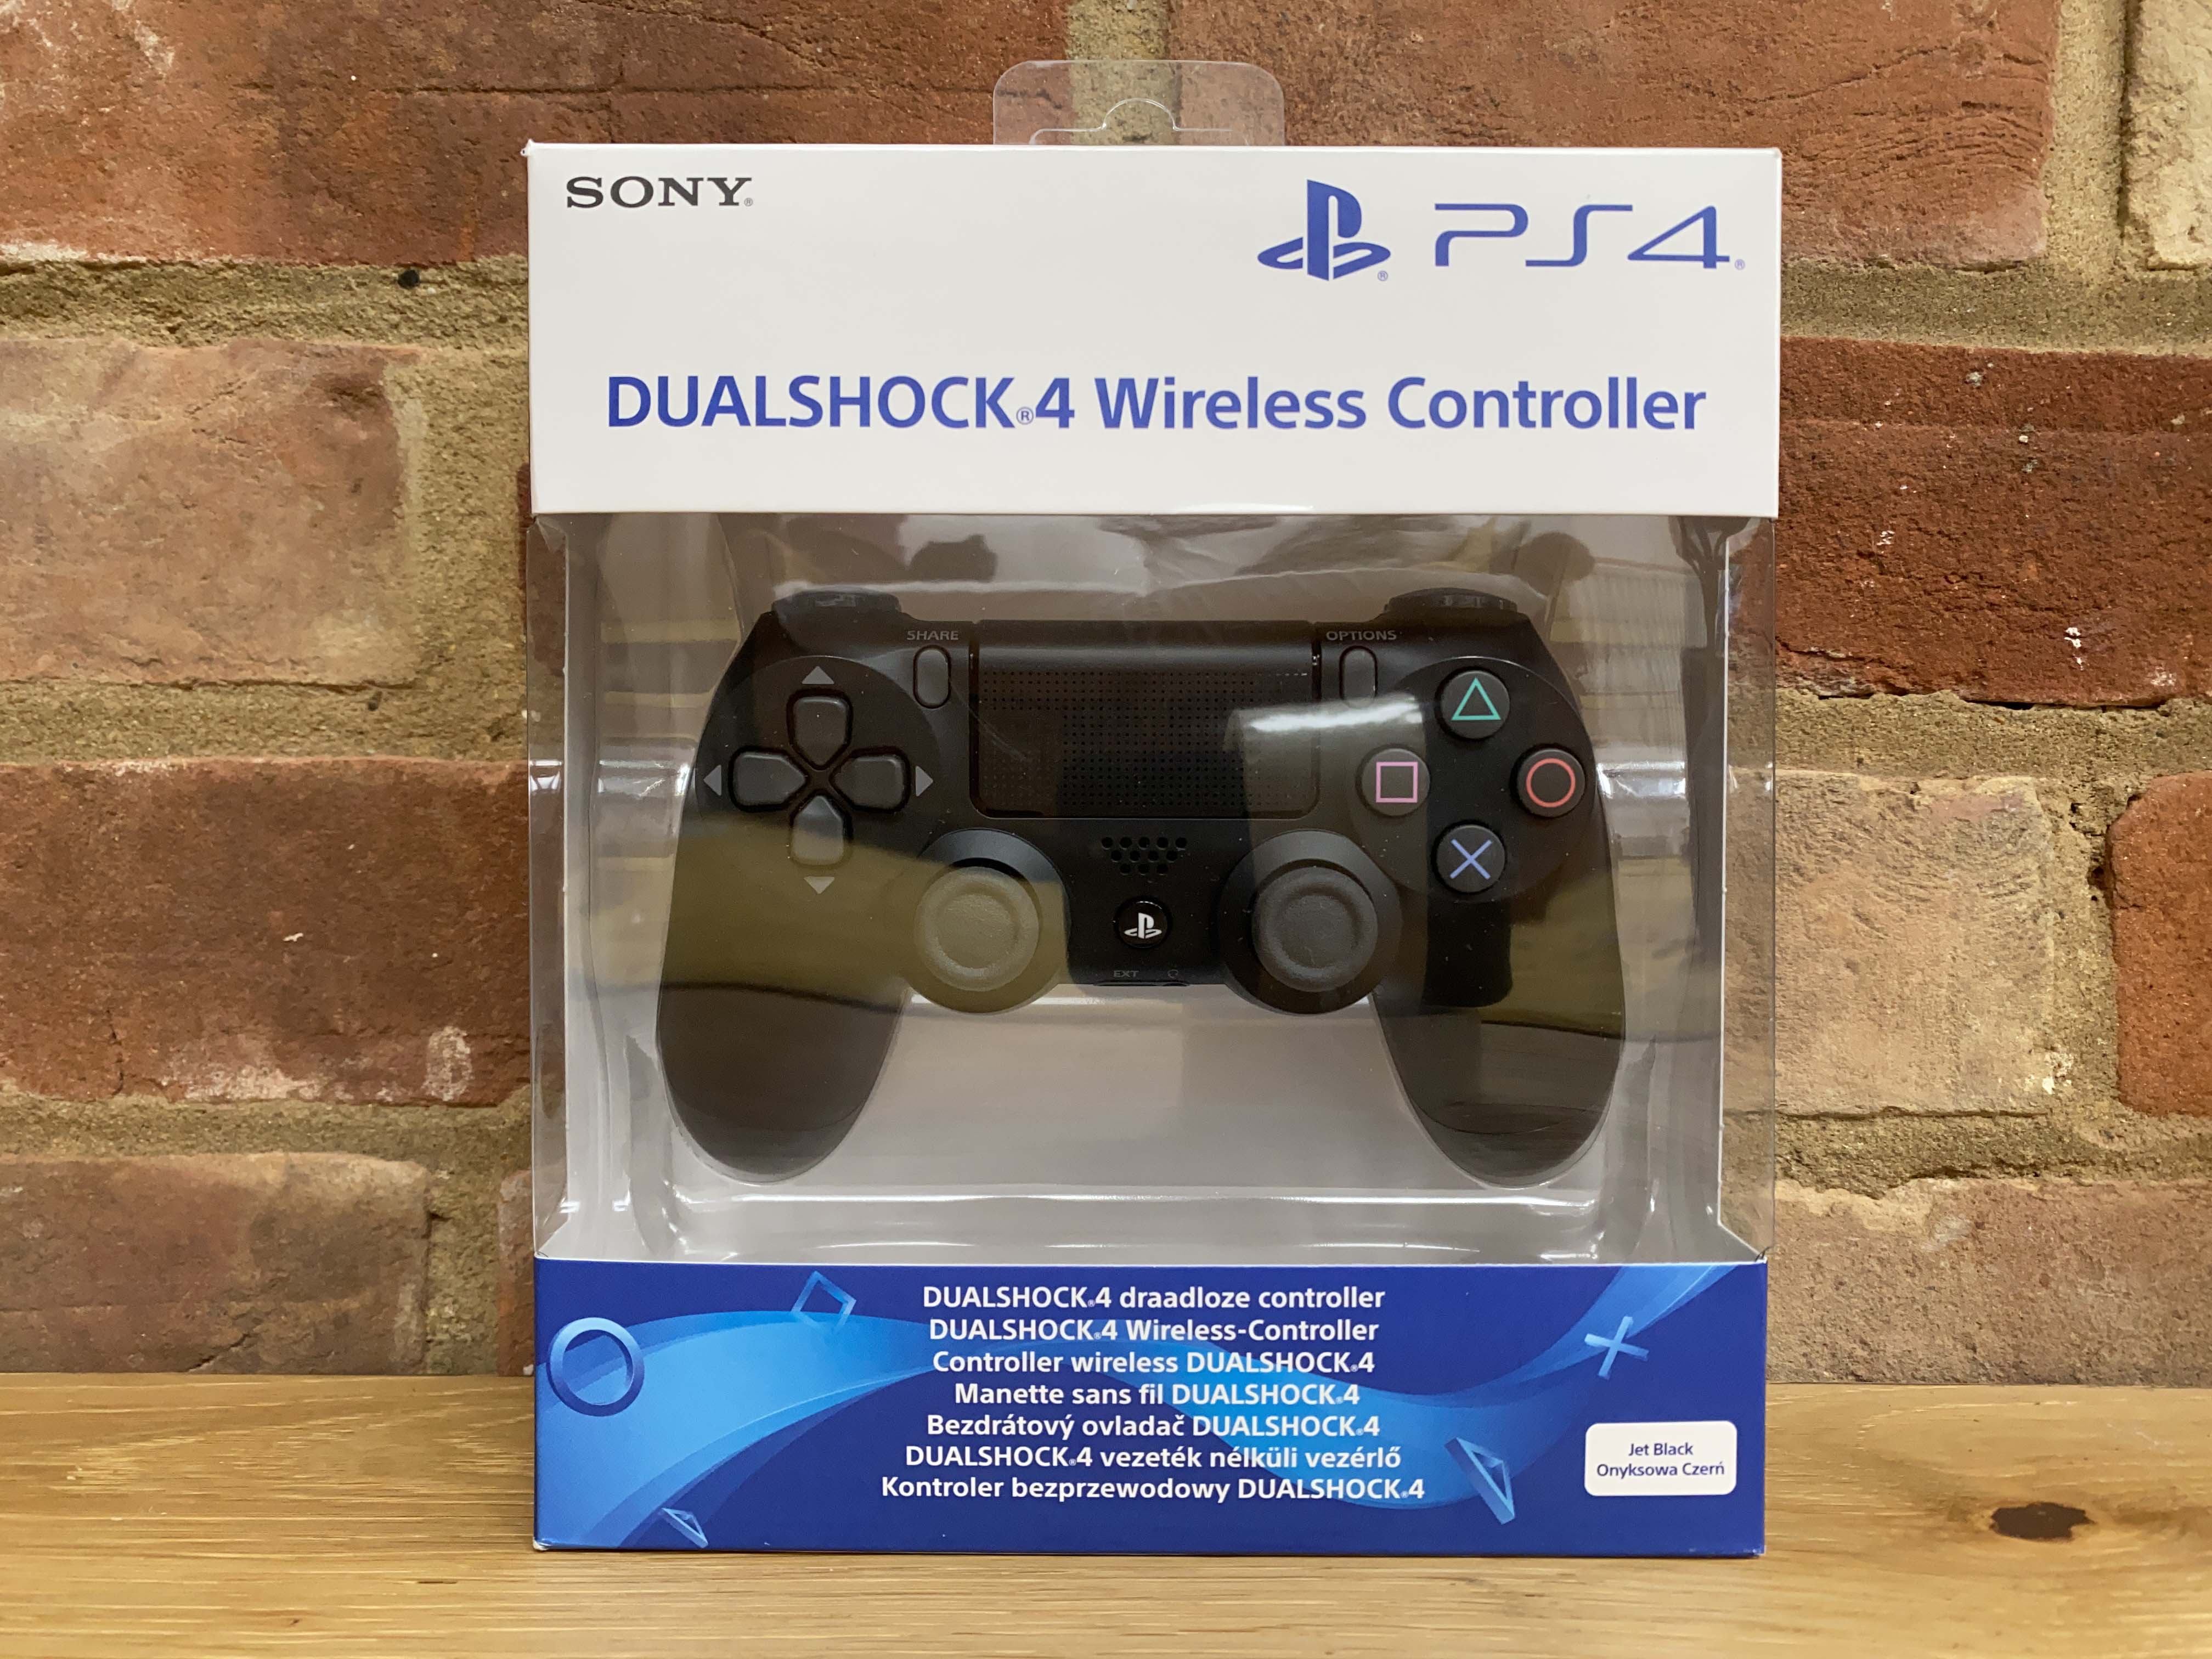 SONY®
PS4®
DUALSHOCK®4 Wireless Controller
SHARE
OPTIONS
EXT
DUALSHOCK®4 draadloze controller
DUALSHOCK®4 Wireless-Controller
Controller wireless DUALSHOCK®4
Manette sans fil DUALSHOCK®4
Bezdrátový ovladač DUALSHOCK®4
DUALSHOCK®4 vezeték nélküli vezérlő
Kontroler bezprzewodowy DUALSHOCK®4
Jet Black
Onyksowa Czerń